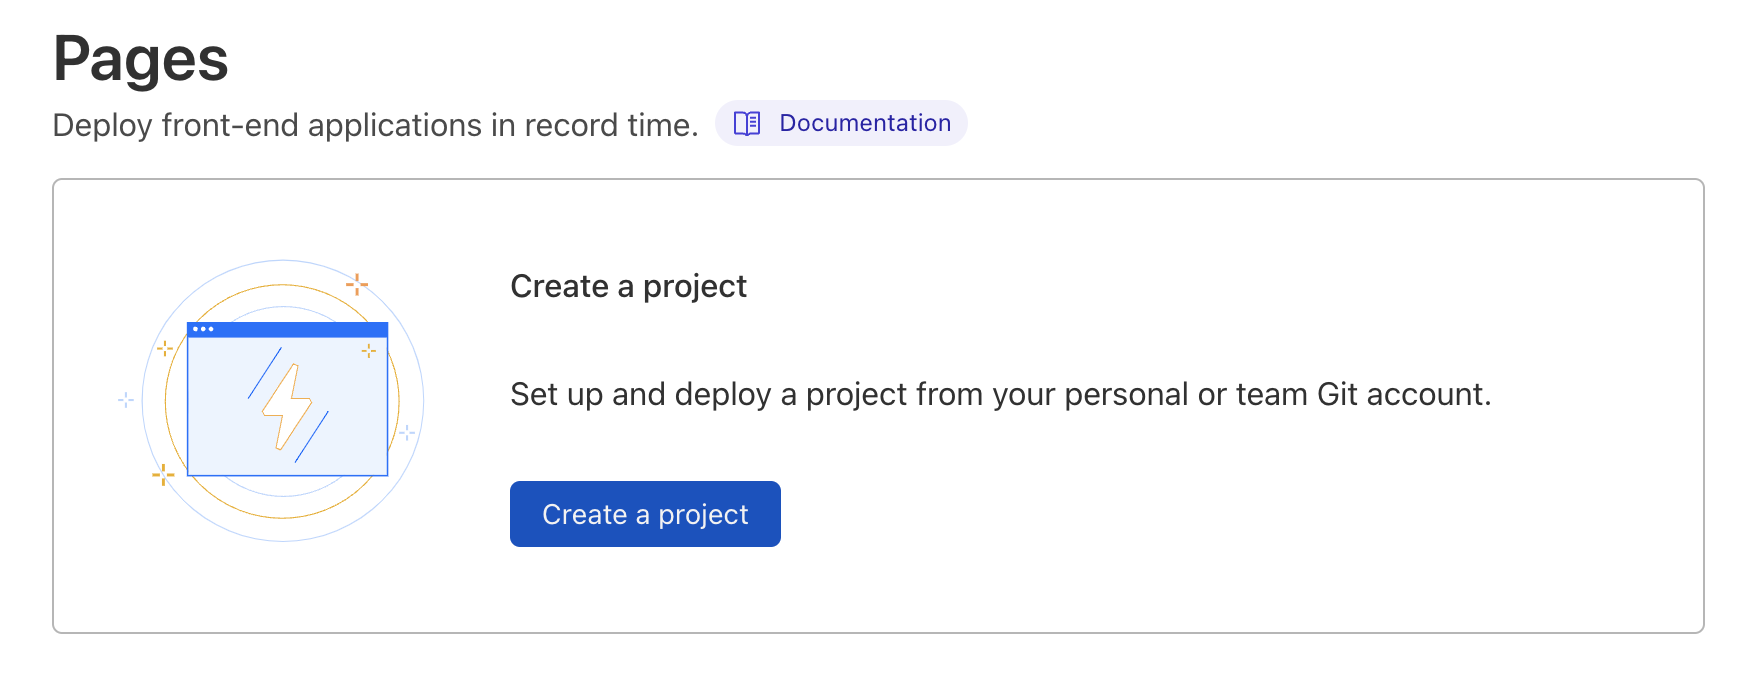 Pages
Deploy front-end applications in record time.
Documentation
Create a project
Set up and deploy a project from your personal or team Git account.
Create a project